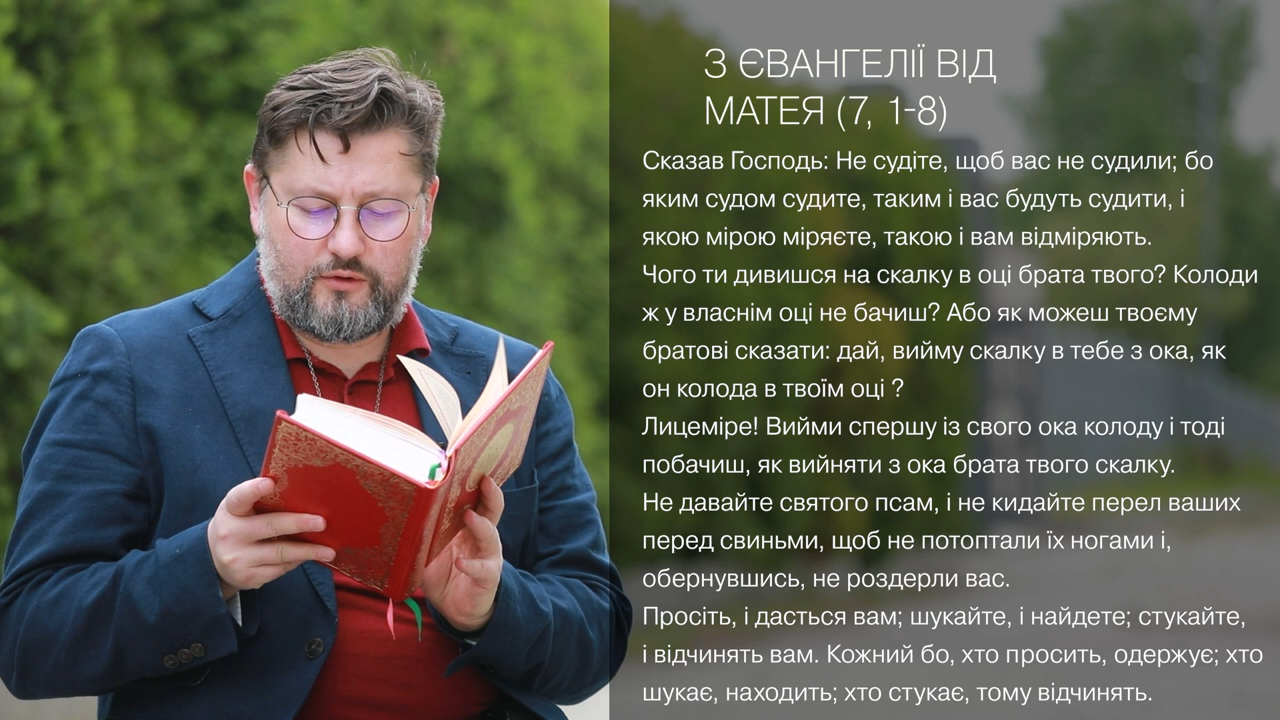 З ЄВАНГЕЛІЇ ВІД
МАТЕЯ (7, 1-8)
Сказав Господь: Не судіте, щоб вас не судили; бо
яким судом судите, таким і вас будуть судити, і
якою мірою міряєте, такою і вам відміряють.
Чого ти дивишся на скалку в оці брата твого? Колоди
ж у власнім оці не бачиш? Або як можеш твоєму
братові сказати: дай, вийму скалку в тебе з ока, як
он колода в твоїм оці ?
Лицеміре! Вийми спершу із свого ока колоду і тоді
побачиш, як вийняти з ока брата твого скалку.
Не давайте святого псам, і не кидайте перел ваших
перед свиньми, щоб не потоптали їх ногами і,
обернувшись, не роздерли вас.
Просіть, і дасться вам; шукайте, і найдете; стукайте,
і відчинять вам. Кожний бо, хто просить, одержує; хто
шукає, находить; хто стукає, тому відчинять.